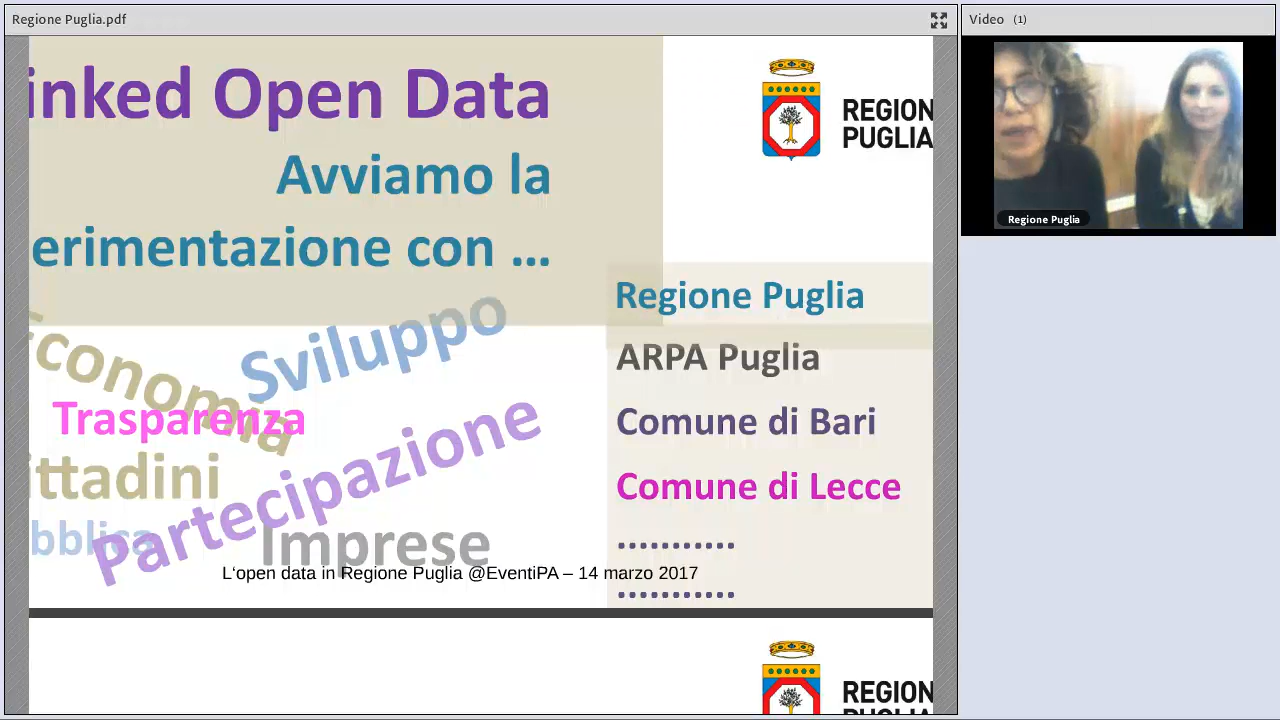 Regione Puglia.pdf
Video (1)
inked Open Data
Avviamo la
erimentazione con ...
REGION
PUGLIA
Regione Puglia
ARPA Puglia
Comune di Bari
Comune di Lecce
...........
...........
Economia
Sviluppo
Trasparenza
ittadini
Partecipazione
bblica
Imprese
L'open data in Regione Puglia @EventiPA – 14 marzo 2017
REGION
PUGLIA
Regione Puglia